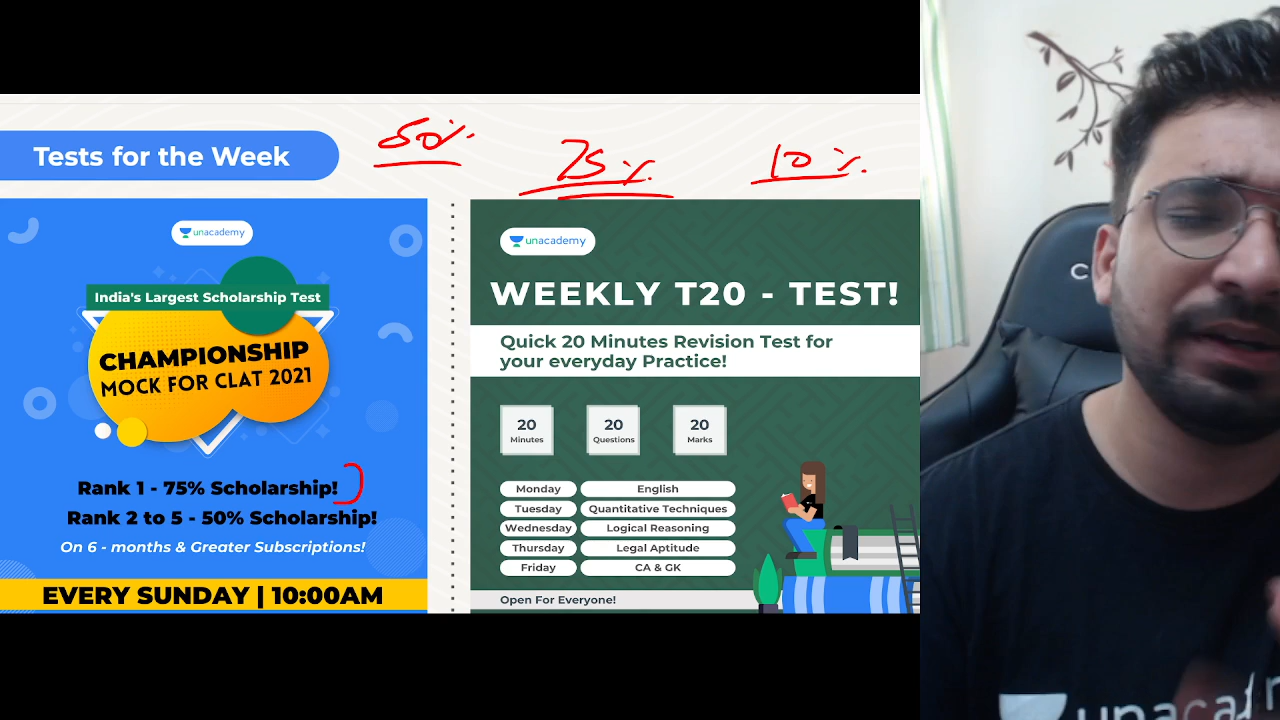 Tests for the Week
50%
25%
10%
unacademy
India's Largest Scholarship Test
CHAMPIONSHIP
MOCK FOR CLAT 2021
Rank 1 - 75% Scholarship!
Rank 2 to 5 - 50% Scholarship!
On 6 - months & Greater Subscriptions!
EVERY SUNDAY | 10:00AM
unacademy
WEEKLY T20 - TEST!
Quick 20 Minutes Revision Test for
your everyday Practice!
20 20 20
Minutes Questions Marks
Monday English
Tuesday Quantitative Techniques
Wednesday Logical Reasoning
Thursday Legal Aptitude
Friday CA & GK
Open For Everyone!
C